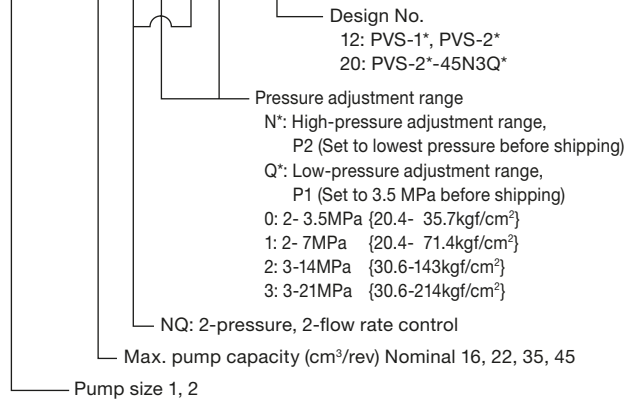 Design No.
12: PVS-1*, PVS-2*
20: PVS-2*-45N3Q*
Pressure adjustment range
N*: High-pressure adjustment range,
P2 (Set to lowest pressure before shipping)
Q*: Low-pressure adjustment range,
P1 (Set to 3.5 MPa before shipping)
0: 2- 3.5MPa {20.4- 35.7kgf/cm²}
1: 2- 7MPa {20.4- 71.4kgf/cm²}
2: 3-14MPa {30.6-143kgf/cm²}
3: 3-21MPa {30.6-214kgf/cm²}
NQ: 2-pressure, 2-flow rate control
Max. pump capacity (cm³/rev) Nominal 16, 22, 35, 45
Pump size 1, 2